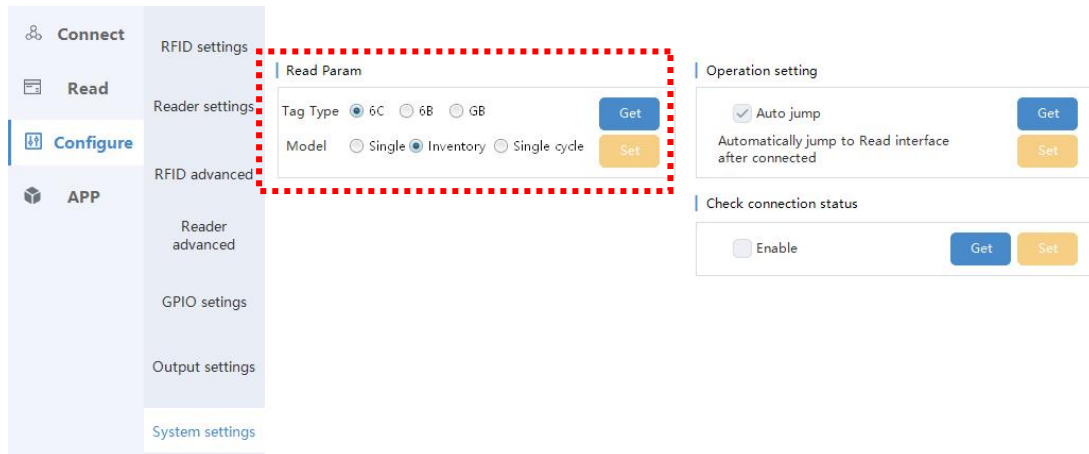 Connect
Read
Configure
APP
RFID settings
Reader settings
RFID advanced
Reader
advanced
GPIO setings
Output settings
System settings
Read Param
Tag Type 6C 6B GB
Get
Model Single Inventory Single cycle
Set
Operation setting
Auto jump
Get
Automatically jump to Read interface
after connected
Set
Check connection status
Enable
Get
Set